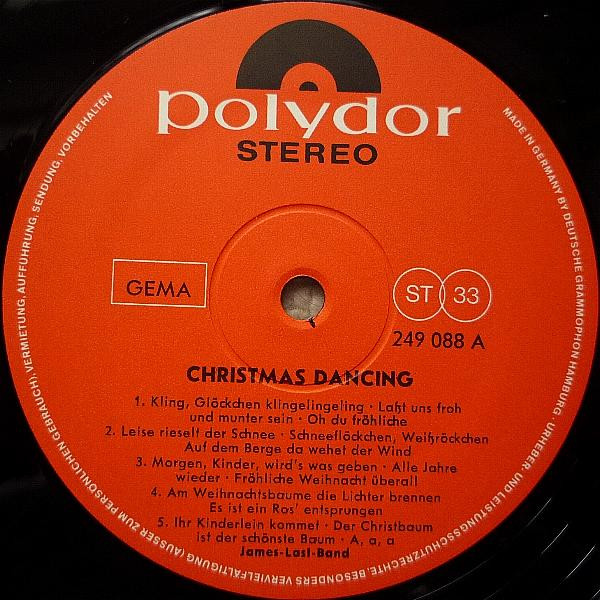 polydor
STEREO
GEMA
ST 33
249 088 A
CHRISTMAS DANCING
1. Kling, Glöckchen klingelingeling · Laßt uns froh
und munter sein · Oh du fröhliche
2. Leise rieselt der Schnee · Schneeflöckchen, Weißröckchen
Auf dem Berge da wehet der Wind
3. Morgen, Kinder, wird's was geben · Alle Jahre
wieder · Fröhliche Weihnacht überall
4. Am Weihnachtsbaume die Lichter brennen
Es ist ein Ros' entsprungen
5. Ihr Kinderlein kommet · Der Christbaum
ist der schönste Baum · A, a, a
James-Last-Band
MADE IN GERMANY BY DEUTSCHE GRAMMOPHON HAMBURG · URHEBER- UND LEISTUNGSSCHUTZRECHTE, BESONDERS VERVIELFÄLTIGUNG (AUSSER ZUM PERSÖNLICHEN GEBRAUCH), VERMIETUNG, AUFFÜHRUNG, SENDUNG, VORBEHALTEN